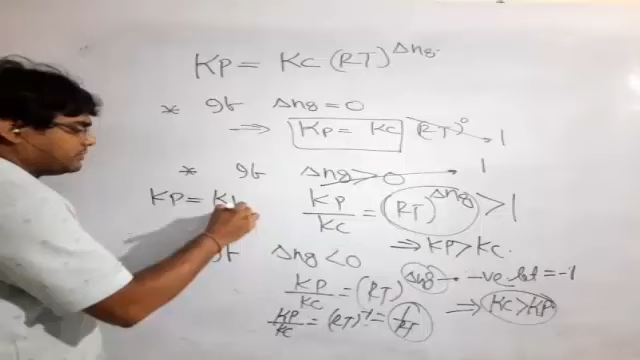 Kp = Kc (RT)^Δng.
* If Δng = 0
⇒ Kp = Kc (RT)^0 → 1
* If Δng > 0 → 1
Kp = K
Kp/Kc = (RT)^Δng > 1
⇒ Kp > Kc.
If Δng < 0
Kp/Kc = (RT)^Δng → -ve let = -1
Kp/Kc = (RT)^-1 = 1/RT ⇒ Kc > Kp